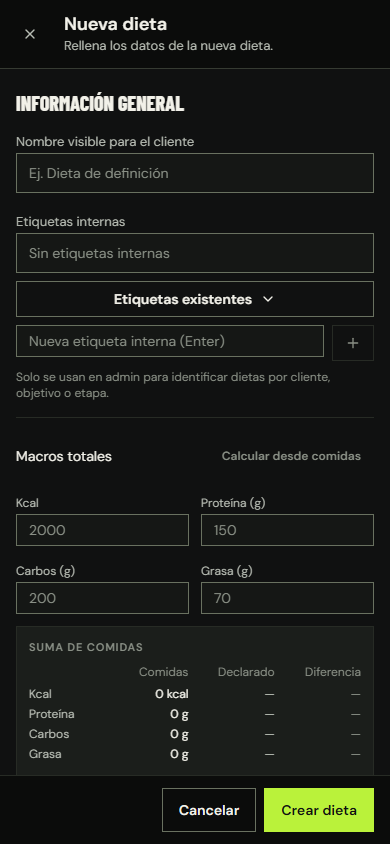 Nueva dieta
Rellena los datos de la nueva dieta.
INFORMACIÓN GENERAL
Nombre visible para el cliente
Ej. Dieta de definición
Etiquetas internas
Sin etiquetas internas
Etiquetas existentes
Nueva etiqueta interna (Enter)
Solo se usan en admin para identificar dietas por cliente,
objetivo o etapa.
Macros totales Calcular desde comidas
Kcal Proteína (g)
2000 150
Carbos (g) Grasa (g)
200 70
SUMA DE COMIDAS
Comidas Declarado Diferencia
Kcal 0 kcal — —
Proteína 0 g — —
Carbos 0 g — —
Grasa 0 g — —
Cancelar Crear dieta